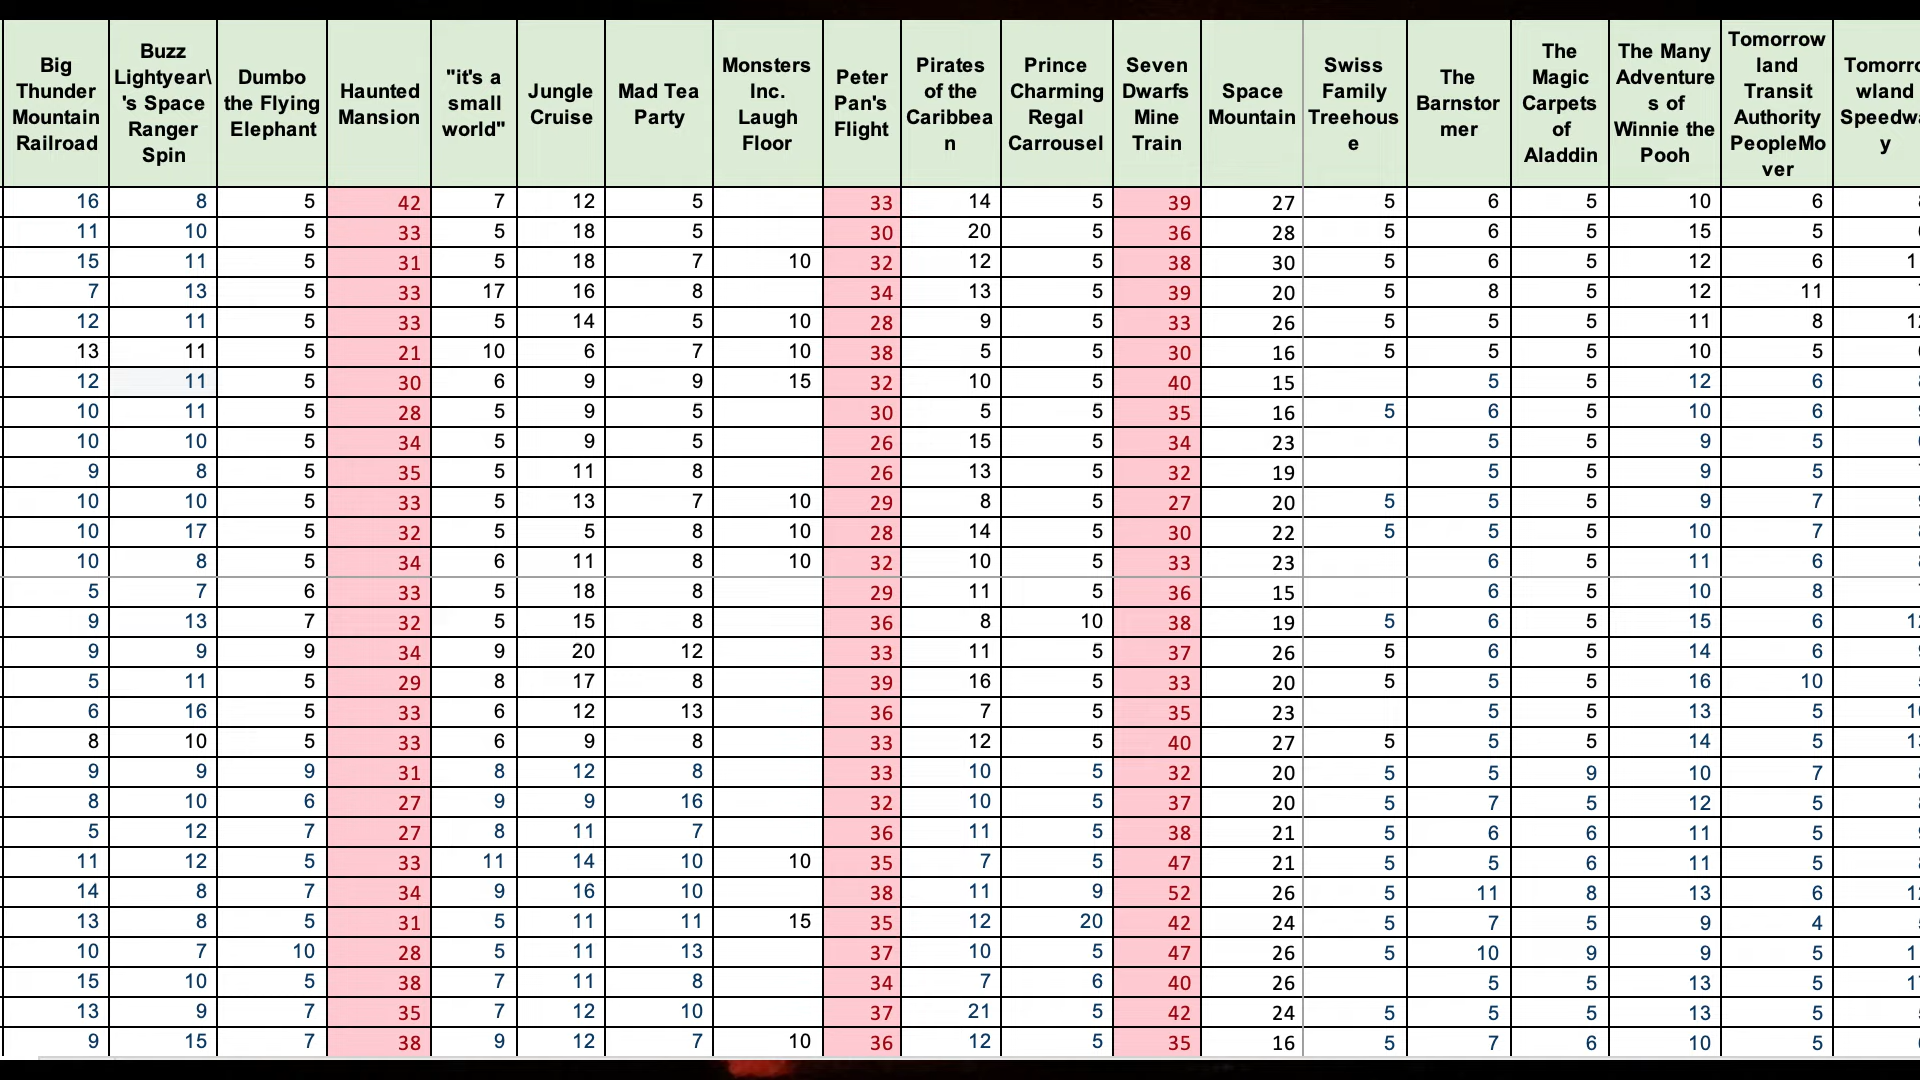 Big Thunder Mountain Railroad | Buzz Lightyear\'s Space Ranger Spin | Dumbo the Flying Elephant | Haunted Mansion | "it's a small world" | Jungle Cruise | Mad Tea Party | Monsters Inc. Laugh Floor | Peter Pan's Flight | Pirates of the Caribbean | Prince Charming Regal Carrousel | Seven Dwarfs Mine Train | Space Mountain | Swiss Family Treehouse | The Barnstormer | The Magic Carpets of Aladdin | The Many Adventures of Winnie the Pooh | Tomorrowland Transit Authority PeopleMover | Tomorrowland Speedway
16 8 5 42 7 12 5 33 14 5 39 27 5 6 5 10 6
11 10 5 33 5 18 5 30 20 5 36 28 5 6 5 15 5
15 11 5 31 5 18 7 10 32 12 5 38 30 5 6 5 12 6
7 13 5 33 17 16 8 34 13 5 39 20 5 8 5 12 11
12 11 5 33 5 14 5 10 28 9 5 33 26 5 5 5 11 8
13 11 5 21 10 6 7 10 38 5 5 30 16 5 5 5 10 5
12 11 5 30 6 9 9 15 32 10 5 40 15 5 5 12 6
10 11 5 28 5 9 5 30 5 5 35 16 5 6 5 10 6
10 10 5 34 5 9 5 26 15 5 34 23 5 5 9 5
9 8 5 35 5 11 8 26 13 5 32 19 5 5 9 5
10 10 5 33 5 13 7 10 29 8 5 27 20 5 5 5 9 7
10 17 5 32 5 5 8 10 28 14 5 30 22 5 5 5 10 7
10 8 5 34 6 11 8 10 32 10 5 33 23 6 5 11 6
5 7 6 33 5 18 8 29 11 5 36 15 6 5 10 8
9 13 7 32 5 15 8 36 8 10 38 19 5 6 5 15 6
9 9 9 34 9 20 12 33 11 5 37 26 5 6 5 14 6
5 11 5 29 8 17 8 39 16 5 33 20 5 5 5 16 10
6 16 5 33 6 12 13 36 7 5 35 23 5 5 13 5
8 10 5 33 6 9 8 33 12 5 40 27 5 5 5 14 5
9 9 9 31 8 12 8 33 10 5 32 20 5 5 9 10 7
8 10 6 27 9 9 16 32 10 5 37 20 5 7 5 12 5
5 12 7 27 8 11 7 36 11 5 38 21 5 6 6 11 5
11 12 5 33 11 14 10 10 35 7 5 47 21 5 5 6 11 5
14 8 7 34 9 16 10 38 11 9 52 26 5 11 8 13 6
13 8 5 31 5 11 11 15 35 12 20 42 24 5 7 5 9 4
10 7 10 28 5 11 13 37 10 5 47 26 5 10 9 9 5
15 10 5 38 7 11 8 34 7 6 40 26 5 5 13 5
13 9 7 35 7 12 10 37 21 5 42 24 5 5 5 13 5
9 15 7 38 9 12 7 10 36 12 5 35 16 5 7 6 10 5